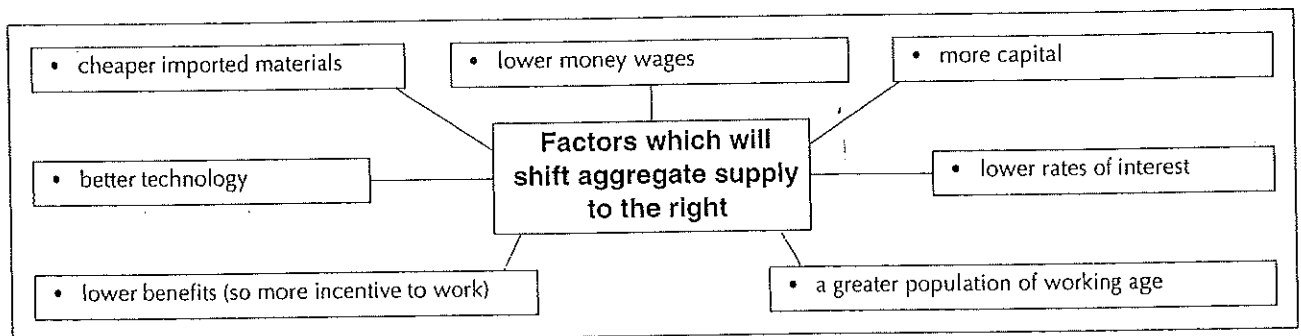 • cheaper imported materials
• lower money wages
• more capital
Factors which will
shift aggregate supply
to the right
• better technology
• lower rates of interest
• lower benefits (so more incentive to work)
• a greater population of working age